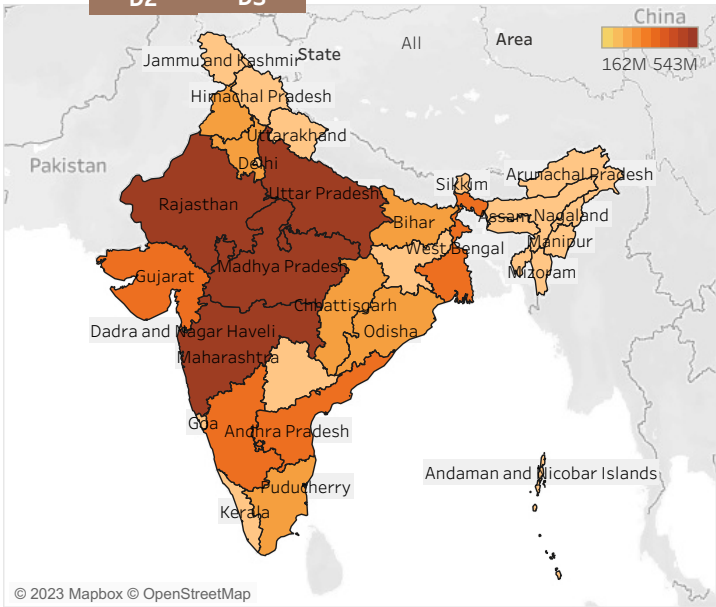 D2 D3
China
State All Area
162M 543M
Jammu and Kashmir
Himachal Pradesh
Uttarakhand
Delhi
Pakistan
Uttar Pradesh
Rajasthan
Sikkim
Arunachal Pradesh
Bihar
Assam Nagaland
West Bengal
Manipur
Gujarat
Madhya Pradesh
Mizoram
Chhattisgarh
Dadra and Nagar Haveli
Odisha
Maharashtra
Goa
Andhra Pradesh
Andaman and Nicobar Islands
Puducherry
Kerala
© 2023 Mapbox © OpenStreetMap